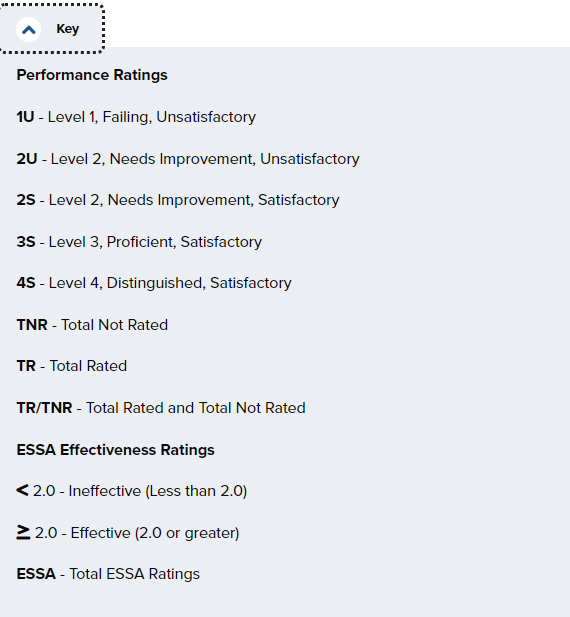 Key
Performance Ratings
1U - Level 1, Failing, Unsatisfactory
2U - Level 2, Needs Improvement, Unsatisfactory
2S - Level 2, Needs Improvement, Satisfactory
3S - Level 3, Proficient, Satisfactory
4S - Level 4, Distinguished, Satisfactory
TNR - Total Not Rated
TR - Total Rated
TR/TNR - Total Rated and Total Not Rated
ESSA Effectiveness Ratings
< 2.0 - Ineffective (Less than 2.0)
≥ 2.0 - Effective (2.0 or greater)
ESSA - Total ESSA Ratings